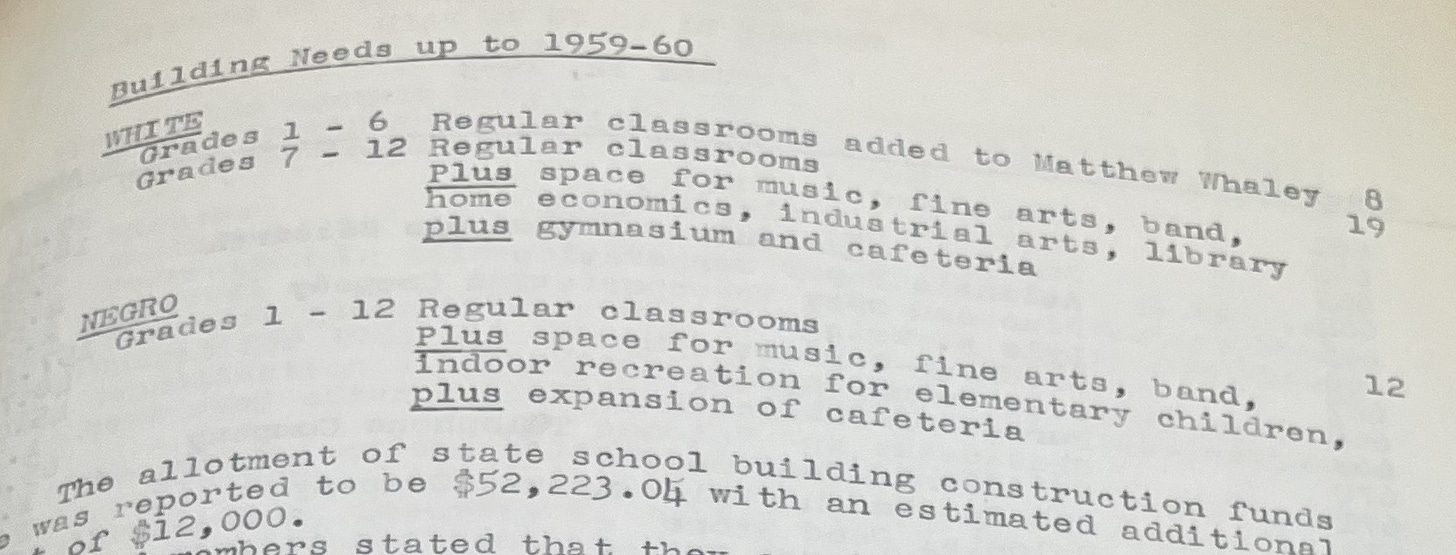 Building Needs up to 1959-60
WHITE
Grades 1 - 6 Regular classrooms added to Matthew Whaley 8
Grades 7 - 12 Regular classrooms 19
Plus space for music, fine arts, band,
home economics, industrial arts, library
plus gymnasium and cafeteria
NEGRO
Grades 1 - 12 Regular classrooms 12
Plus space for music, fine arts, band,
indoor recreation for elementary children,
plus expansion of cafeteria
The allotment of state school building construction funds
was reported to be $52,223.04 with an estimated additional
of $12,000.
stated that they